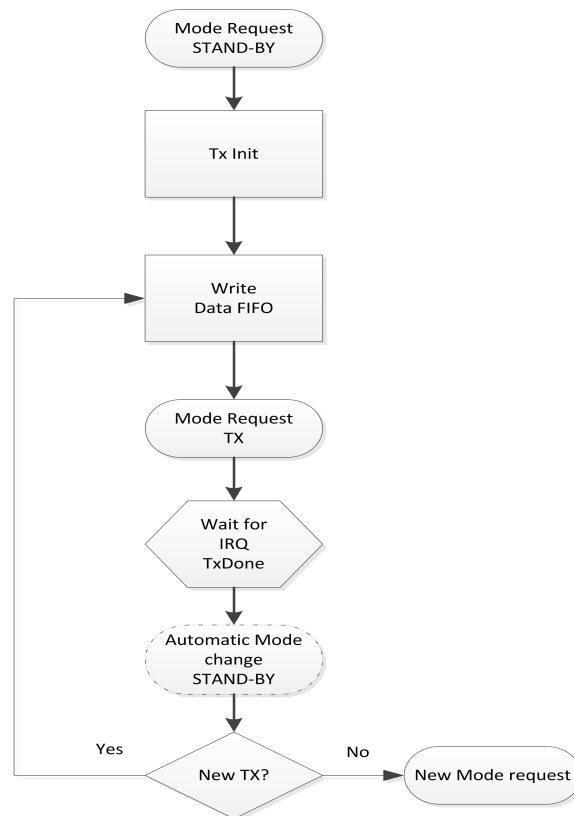 Mode Request
STAND-BY
Tx Init
Write
Data FIFO
Mode Request
TX
Wait for
IRQ
TxDone
Automatic Mode
change
STAND-BY
Yes
New TX?
No
New Mode request